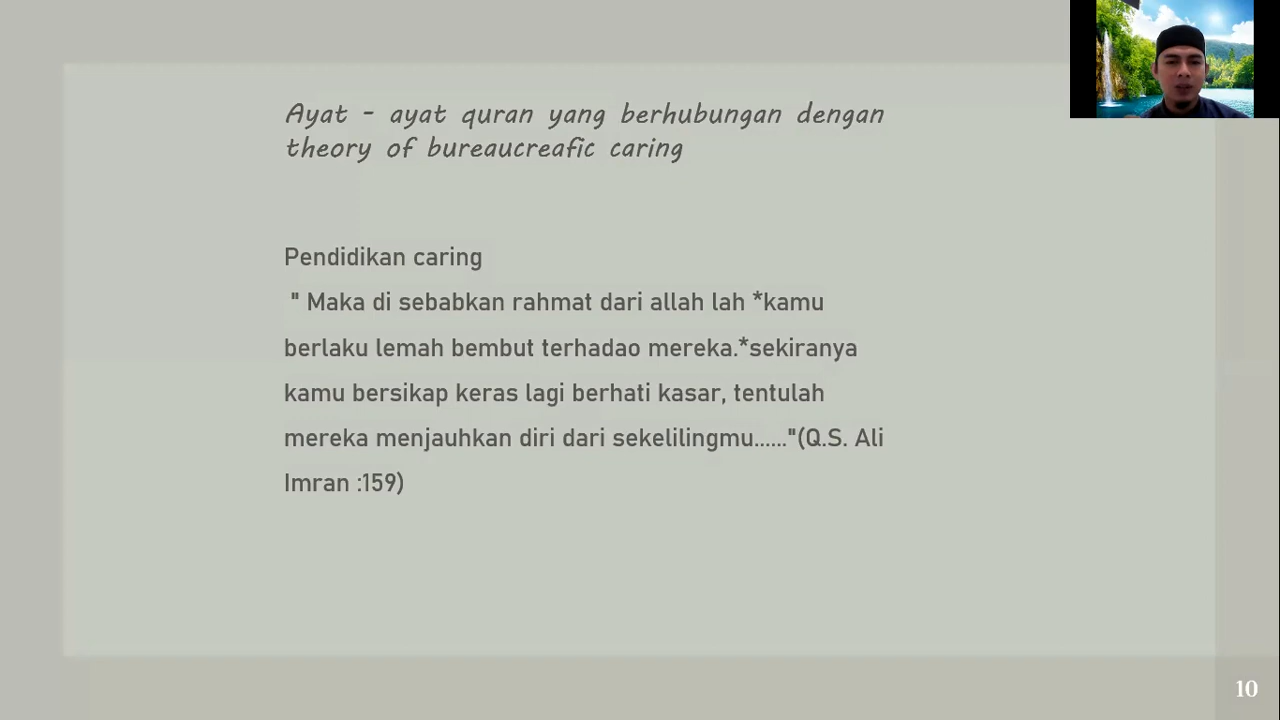 Ayat - ayat quran yang berhubungan dengan
theory of bureaucreafic caring
Pendidikan caring
" Maka di sebabkan rahmat dari allah lah *kamu
berlaku lemah bembut terhadao mereka.*sekiranya
kamu bersikap keras lagi berhati kasar, tentulah
mereka menjauhkan diri dari sekelilingmu......"(Q.S. Ali
Imran :159)
10